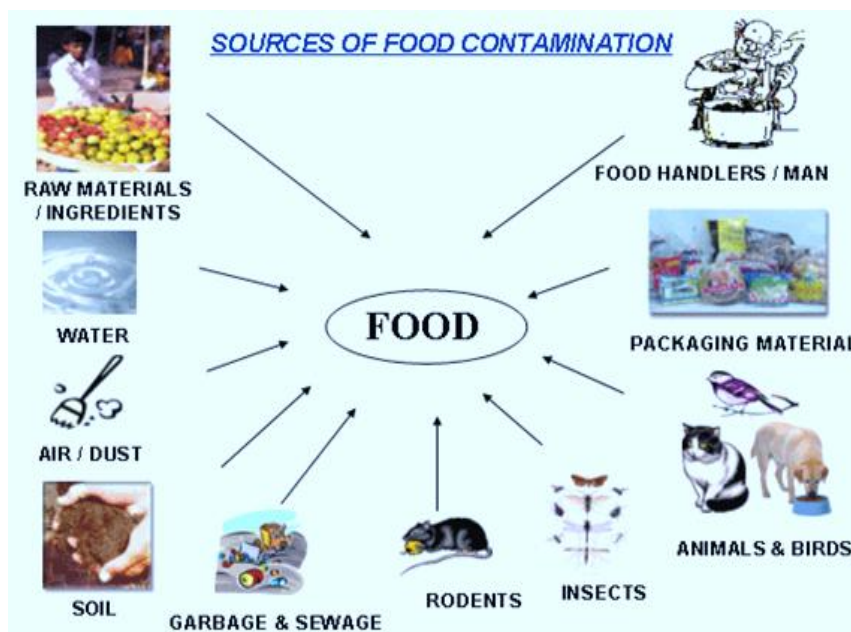 SOURCES OF FOOD CONTAMINATION
RAW MATERIALS
/ INGREDIENTS
FOOD HANDLERS / MAN
WATER
FOOD
PACKAGING MATERIAL
AIR / DUST
SOIL
GARBAGE & SEWAGE
RODENTS
INSECTS
ANIMALS & BIRDS